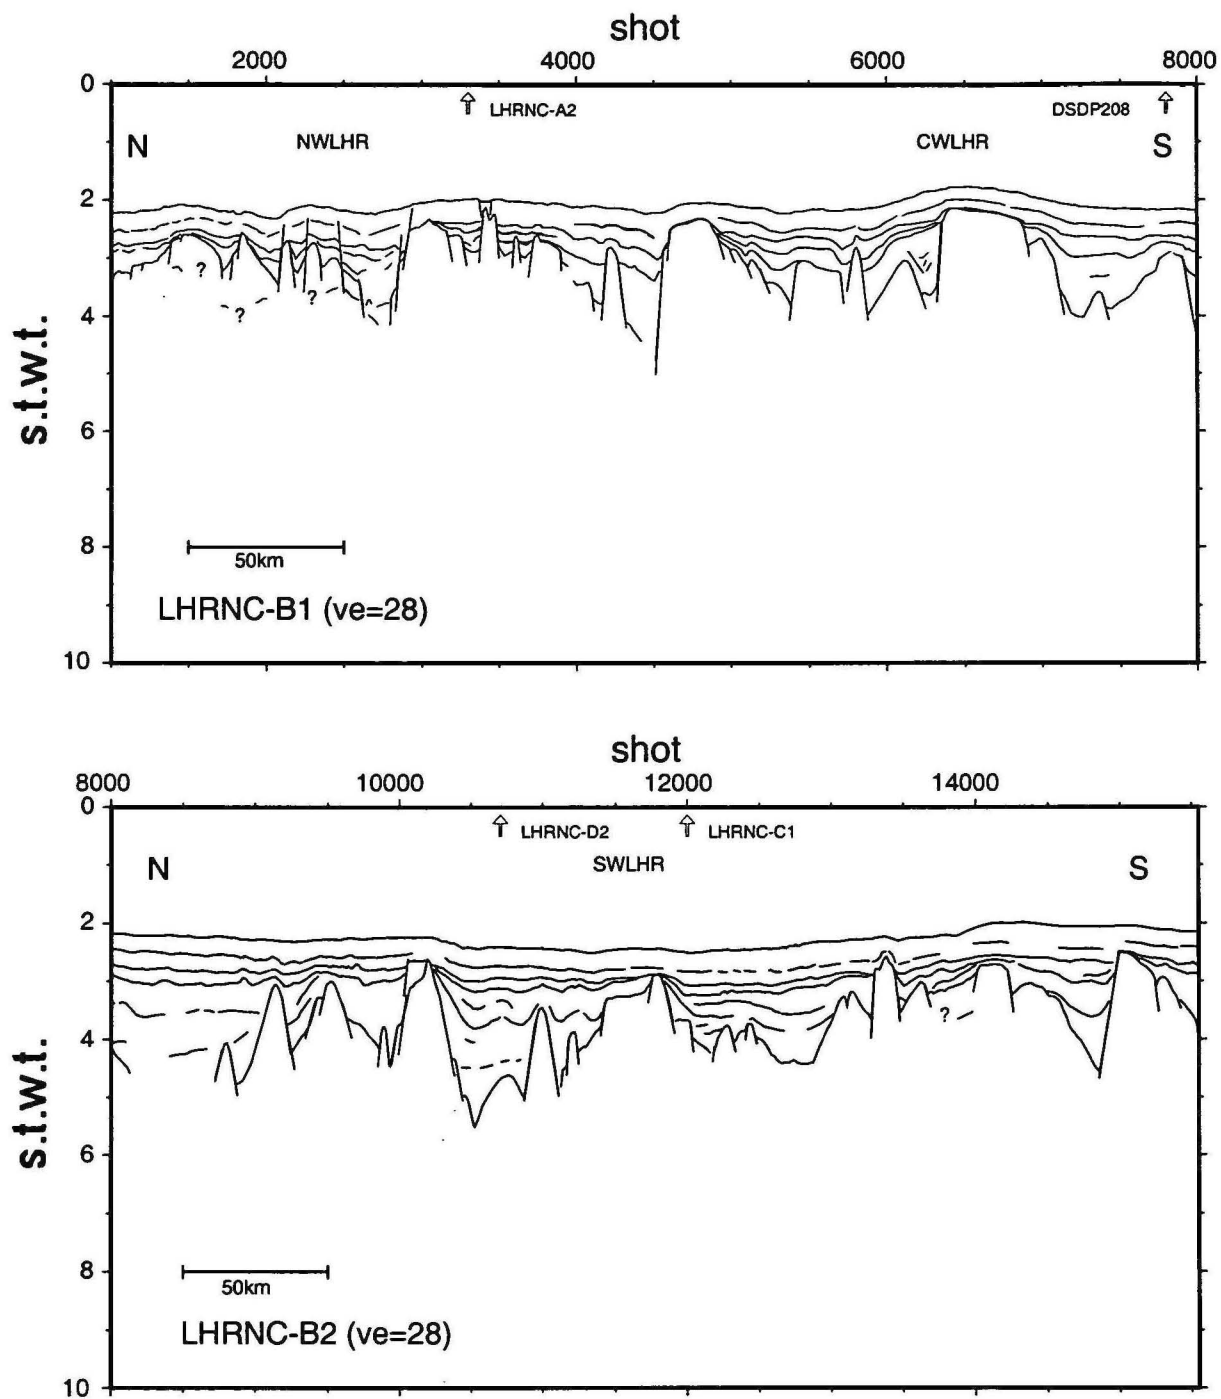 shot
2000 4000 6000 8000
0
LHRNC-A2 DSDP208
N NWLHR CWLHR S
2
?
?
?
4
s.t.w.t.
6
8
50km
LHRNC-B1 (ve=28)
10
shot
8000 10000 12000 14000
0
LHRNC-D2 LHRNC-C1
N SWLHR S
2
?
4
s.t.w.t.
6
8
50km
LHRNC-B2 (ve=28)
10